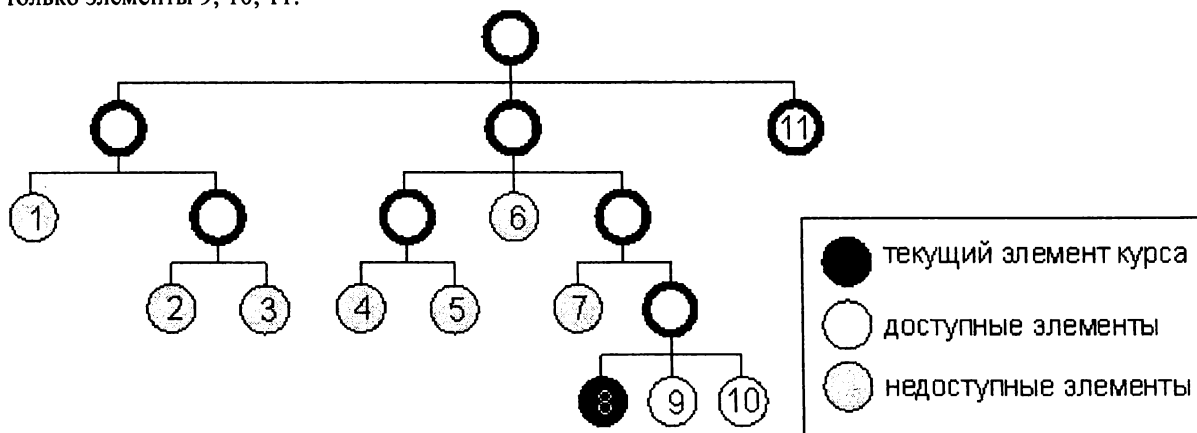 только элементы 9, 10, 11.
11
1
6
2
3
4
5
7
8
9
10
текущий элемент курса
доступные элементы
недоступные элементы